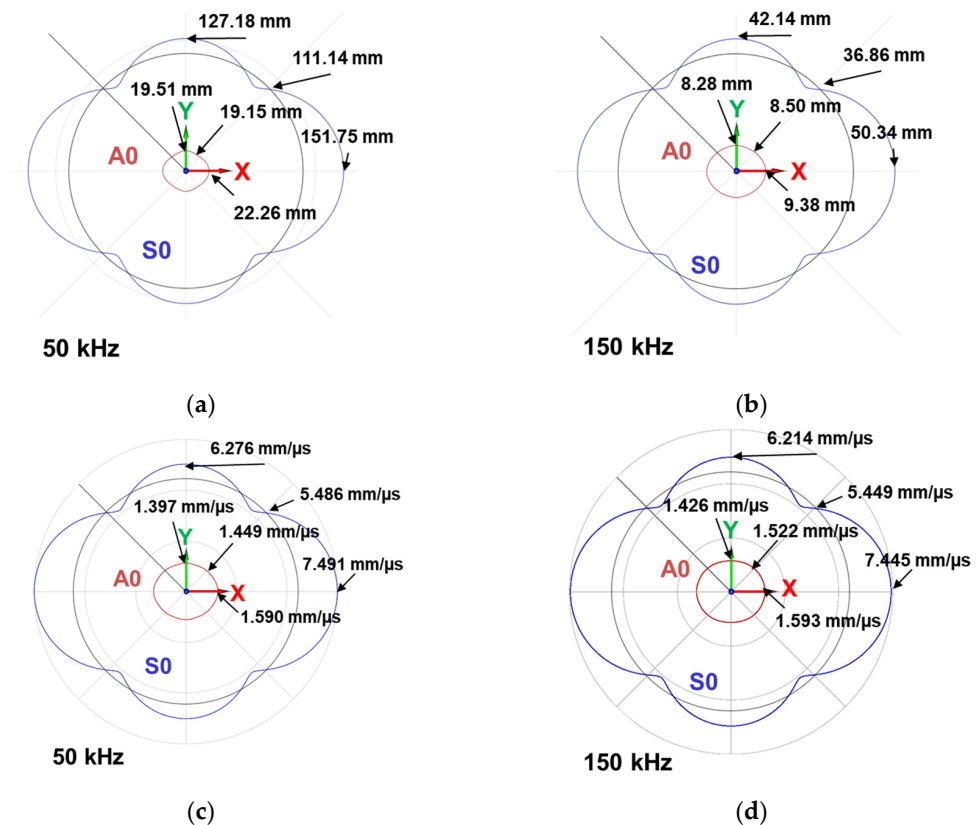 127.18 mm
111.14 mm
19.51 mm
Y
19.15 mm
151.75 mm
A0
X
22.26 mm
S0
50 kHz
(a)
42.14 mm
36.86 mm
8.28 mm
Y
8.50 mm
50.34 mm
A0
X
9.38 mm
S0
150 kHz
(b)
6.276 mm/µs
5.486 mm/µs
1.397 mm/µs
Y
1.449 mm/µs
7.491 mm/µs
A0
X
1.590 mm/µs
S0
50 kHz
(c)
6.214 mm/µs
5.449 mm/µs
1.426 mm/µs
Y
1.522 mm/µs
7.445 mm/µs
A0
X
1.593 mm/µs
S0
150 kHz
(d)